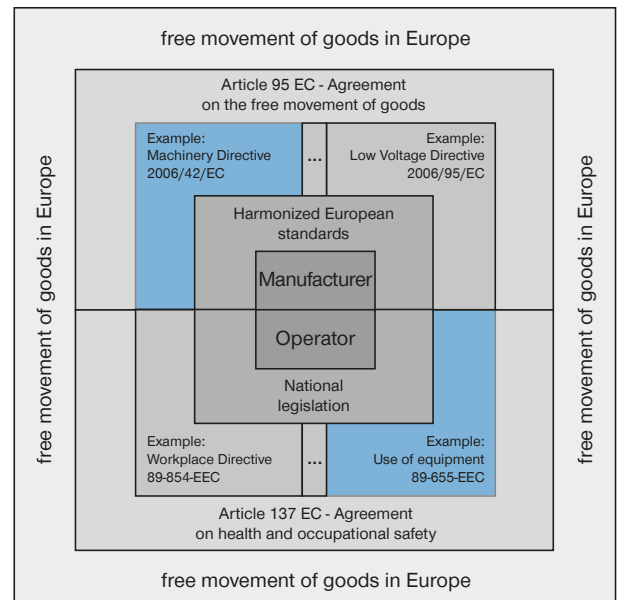 free movement of goods in Europe
free movement of goods in Europe
free movement of goods in Europe
Article 95 EC - Agreement
on the free movement of goods
Example:
Machinery Directive
2006/42/EC
...
Example:
Low Voltage Directive
2006/95/EC
Harmonized European
standards
Manufacturer
Operator
National
legislation
Example:
Workplace Directive
89-854-EEC
...
Example:
Use of equipment
89-655-EEC
Article 137 EC - Agreement
on health and occupational safety
free movement of goods in Europe